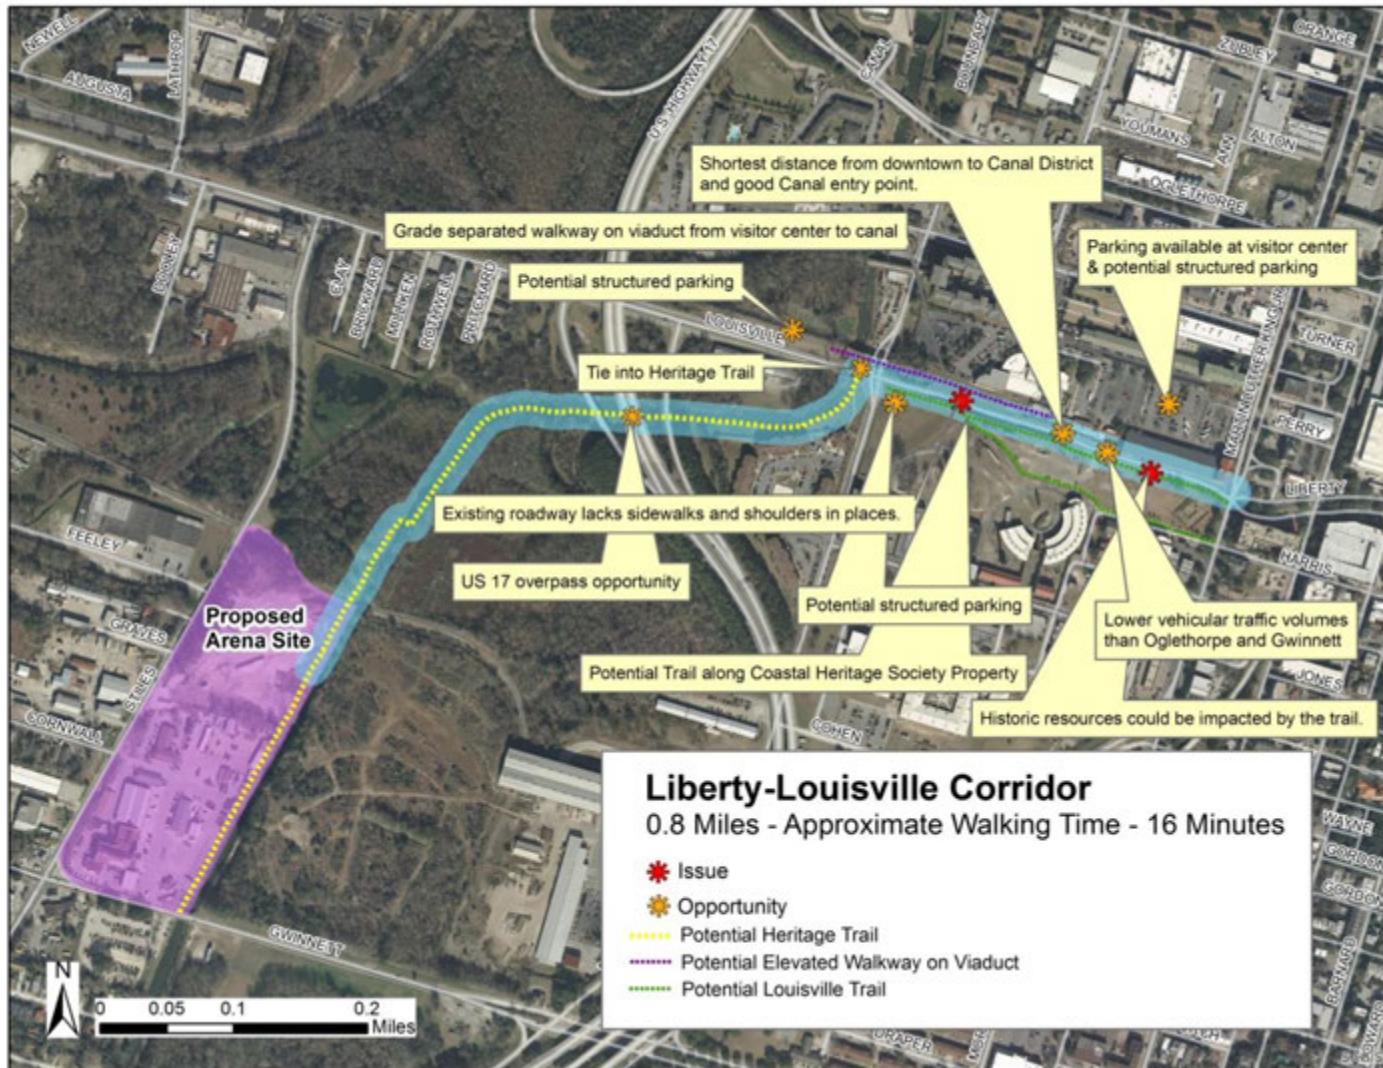 NEWELL
LATHROP
AUGUSTA
U.S HIGHWAY 17
CANAL
BOUNDARY
ORANGE
ZUBLEY
YOUMANS
ANN
ALTON
OGLETHORPE
Shortest distance from downtown to Canal District
and good Canal entry point.
Grade separated walkway on viaduct from visitor center to canal
Parking available at visitor center
& potential structured parking
Potential structured parking
DOONEY
CLAY
BRICKYARD
MILLIKEN
ROTHWELL
PRITCHARD
LOUISVILLE
TURNER
MARTIN LUTHER KING JR
Tie into Heritage Trail
PERRY
LIBERTY
Existing roadway lacks sidewalks and shoulders in places.
FEELEY
HARRIS
US 17 overpass opportunity
Potential structured parking
Lower vehicular traffic volumes
than Oglethorpe and Gwinnett
Proposed
Arena Site
GRAVES
STILES
Potential Trail along Coastal Heritage Society Property
JONES
CORNWALL
COHEN
Historic resources could be impacted by the trail.
Liberty-Louisville Corridor
0.8 Miles - Approximate Walking Time - 16 Minutes
Issue
Opportunity
Potential Heritage Trail
Potential Elevated Walkway on Viaduct
Potential Louisville Trail
WAYNE
GORDON
GORDON
BARNARD
GWINNETT
N
0 0.05 0.1 0.2
Miles
DRAPER
HOWARD